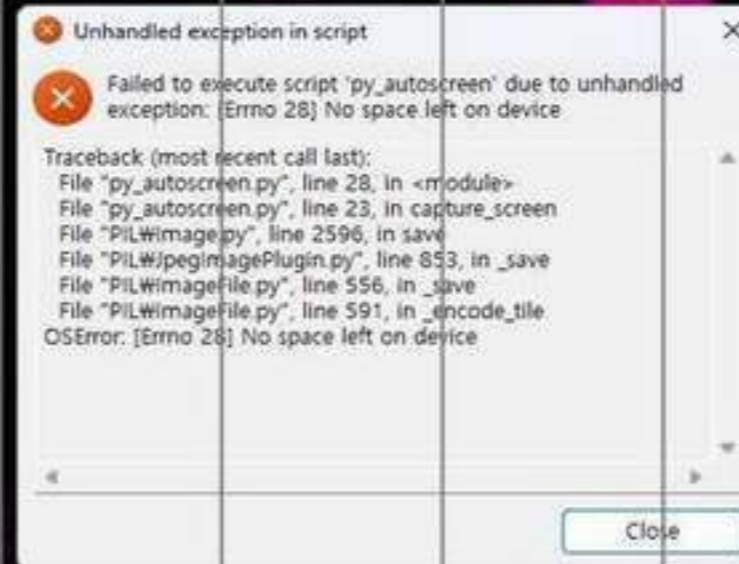 Unhandled exception in script
Failed to execute script 'py_autoscreen' due to unhandled
exception: [Errno 28] No space left on device
Traceback (most recent call last):
File "py_autoscreen.py", line 28, in <module>
File "py_autoscreen.py", line 23, in capture_screen
File "PIL₩Image.py", line 2596, in save
File "PIL₩JpegImagePlugin.py", line 853, in _save
File "PIL₩ImageFile.py", line 556, in _save
File "PIL₩ImageFile.py", line 591, in _encode_tile
OSError: [Errno 28] No space left on device
Close